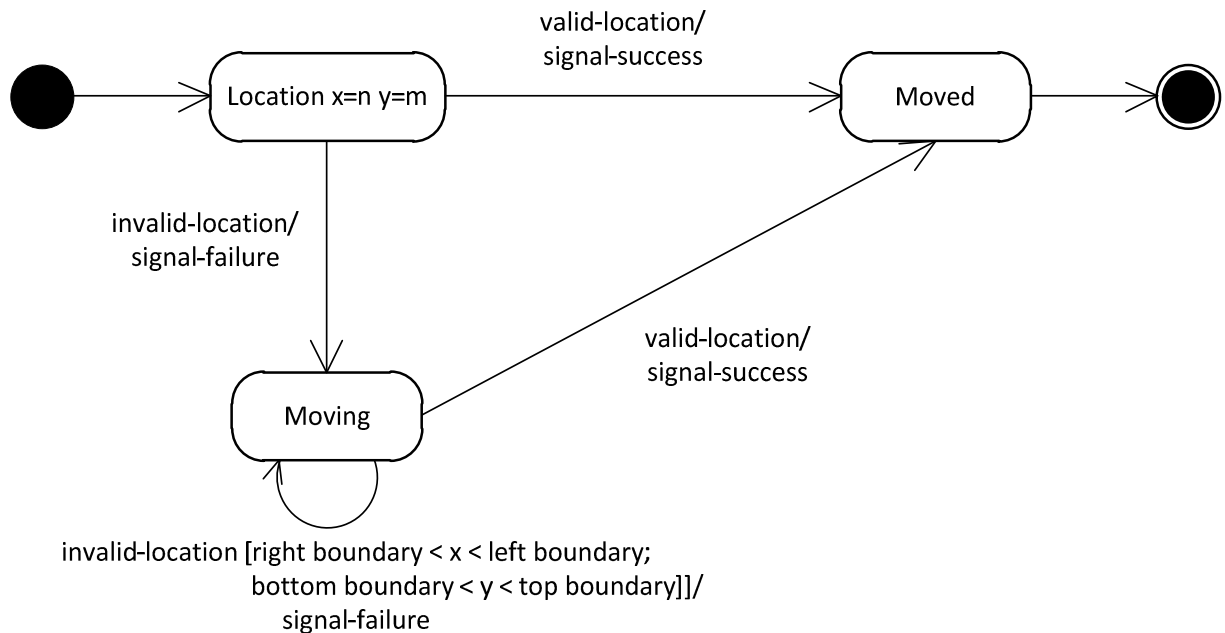 valid-location/
signal-success
Location x=n y=m
Moved
invalid-location/
signal-failure
valid-location/
signal-success
Moving
invalid-location [right boundary < x < left boundary;
bottom boundary < y < top boundary]]/
signal-failure